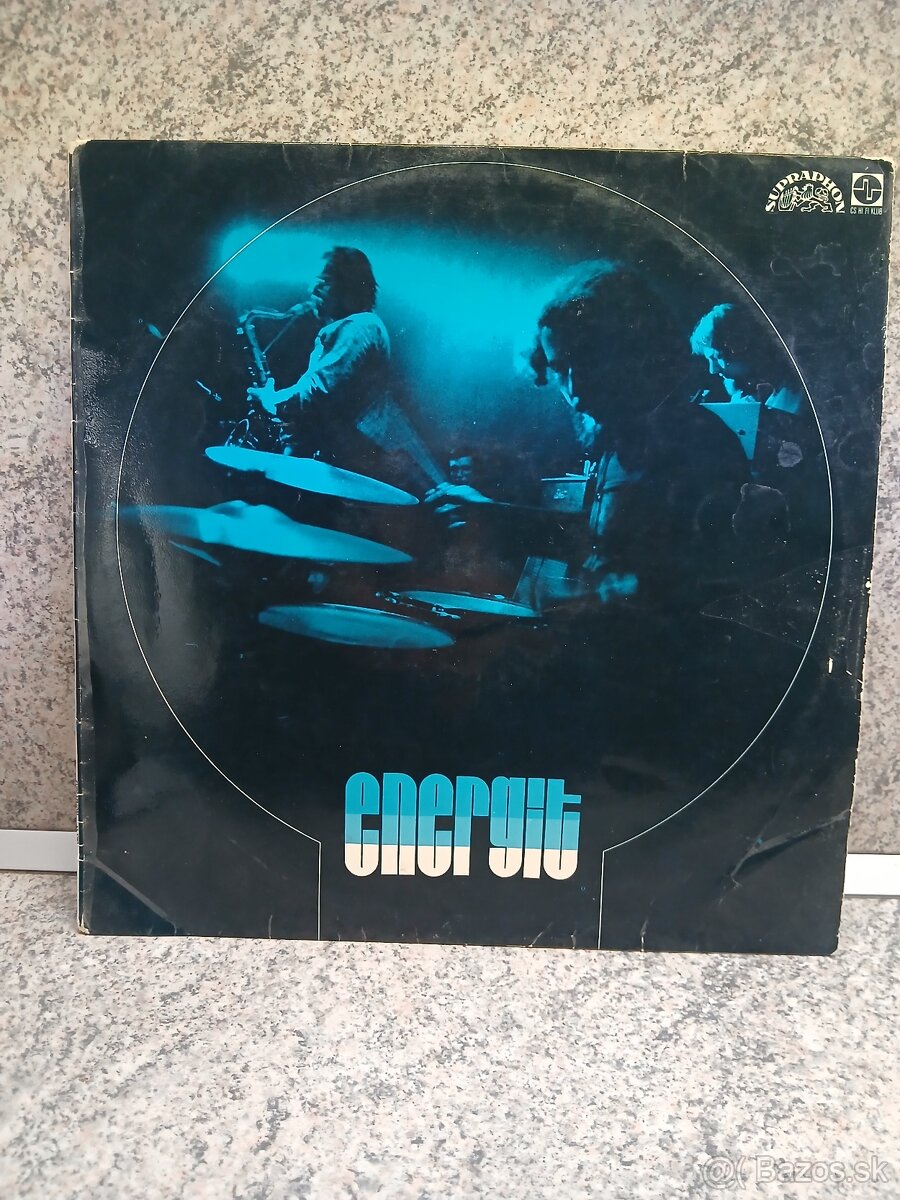 SUPRAPHON
CS HI FI KLUB
energit
Bazos.sk